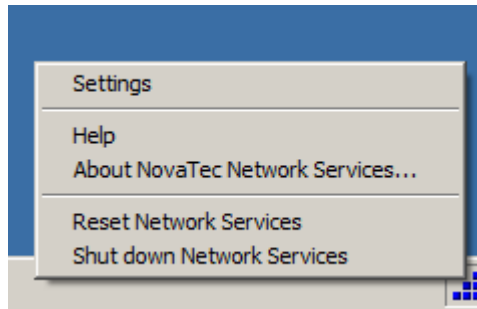 Settings
Help
About NovaTec Network Services...
Reset Network Services
Shut down Network Services